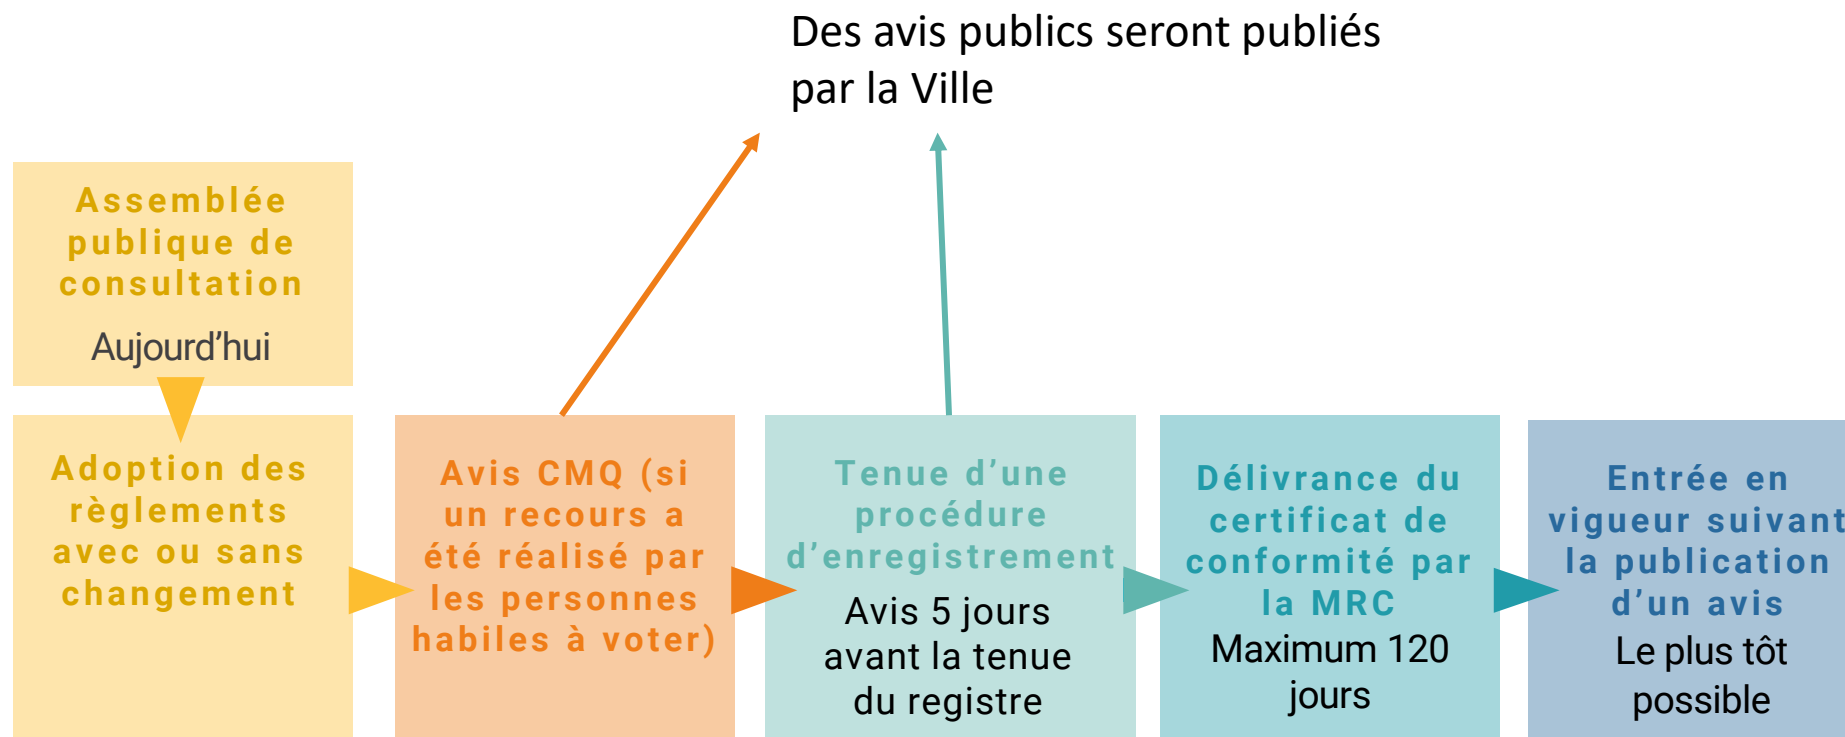 Des avis publics seront publiés
par la Ville
Assemblée
publique de
consultation
Aujourd’hui
Adoption des
règlements
avec ou sans
changement
Avis CMQ (si
un recours a
été réalisé par
les personnes
habiles à voter)
Tenue d’une
procédure
d’enregistrement
Avis 5 jours
avant la tenue
du registre
Délivrance du
certificat de
conformité par
la MRC
Maximum 120
jours
Entrée en
vigueur suivant
la publication
d’un avis
Le plus tôt
possible